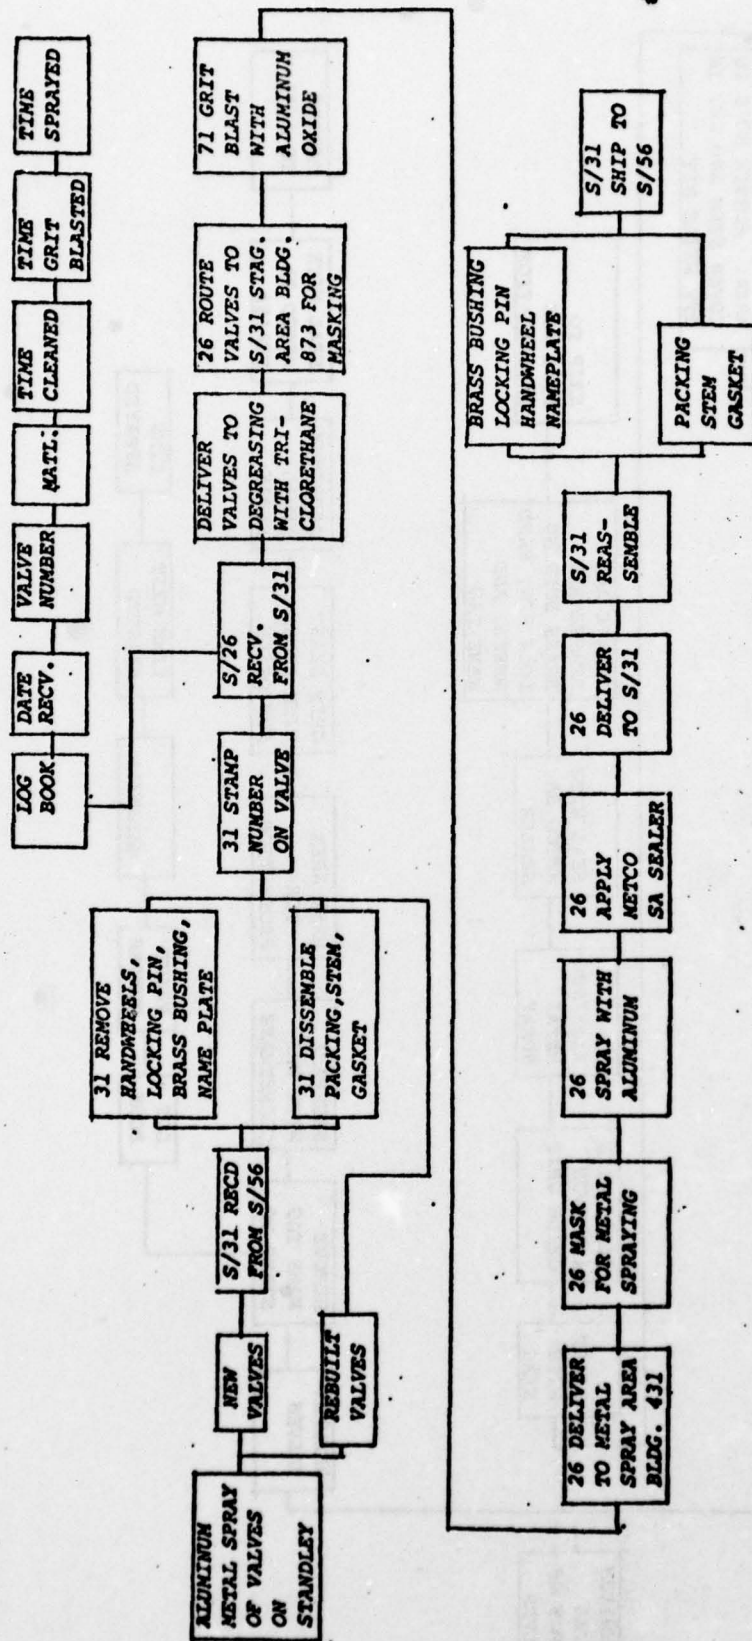 LOG
BOOK
DATE
RECV.
VALVE
NUMBER
MATL.
TIME
CLEANED
TIME
GRIT
BLASTED
TIME
SPRAYED
ALUMINUM
METAL SPRAY
OF VALVES
ON
STANDLEY
NEW
VALVES
REBUILT
VALVES
S/31 RECD
FROM S/56
31 REMOVE
HANDWHEELS,
LOCKING PIN,
BRASS BUSHING,
NAME PLATE
31 DISSEMBLE
PACKING,STEM,
GASKET
31 STAMP
NUMBER
ON VALVE
S/26
RECV.
FROM S/31
DELIVER
VALVES TO
DEGREASING
WITH TRI-
CLORETHANE
26 ROUTE
VALVES TO
S/31 STAG.
AREA BLDG.
873 FOR
MASKING
71 GRIT
BLAST
WITH
ALUMINUM
OXIDE
26 DELIVER
TO METAL
SPRAY AREA
BLDG. 431
26 MASK
FOR METAL
SPRAYING
26
SPRAY WITH
ALUMINUM
26
APPLY
METCO
SA SEALER
26
DELIVER
TO S/31
S/31
REAS-
SEMBLE
BRASS BUSHING
LOCKING PIN
HANDWHEEL
NAMEPLATE
PACKING
STEM
GASKET
S/31
SHIP TO
S/56